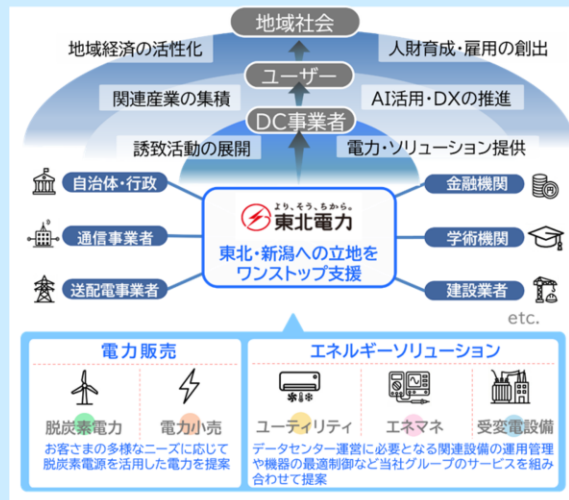 地域社会
地域経済の活性化
人財育成・雇用の創出
ユーザー
関連産業の集積
AI活用・DXの推進
DC事業者
誘致活動の展開
電力・ソリューション提供
自治体・行政
金融機関
より、そう、ちから。
東北電力
通信事業者
学術機関
東北・新潟への立地を
ワンストップ支援
送配電事業者
建設業者
etc.
電力販売
脱炭素電力
電力小売
お客さまの多様なニーズに応じて
脱炭素電源を活用した電力を提案
エネルギーソリューション
ユーティリティ
エネマネ
受変電設備
データセンター運営に必要となる関連設備の運用管理
や機器の最適制御など当社グループのサービスを組み
合わせて提案